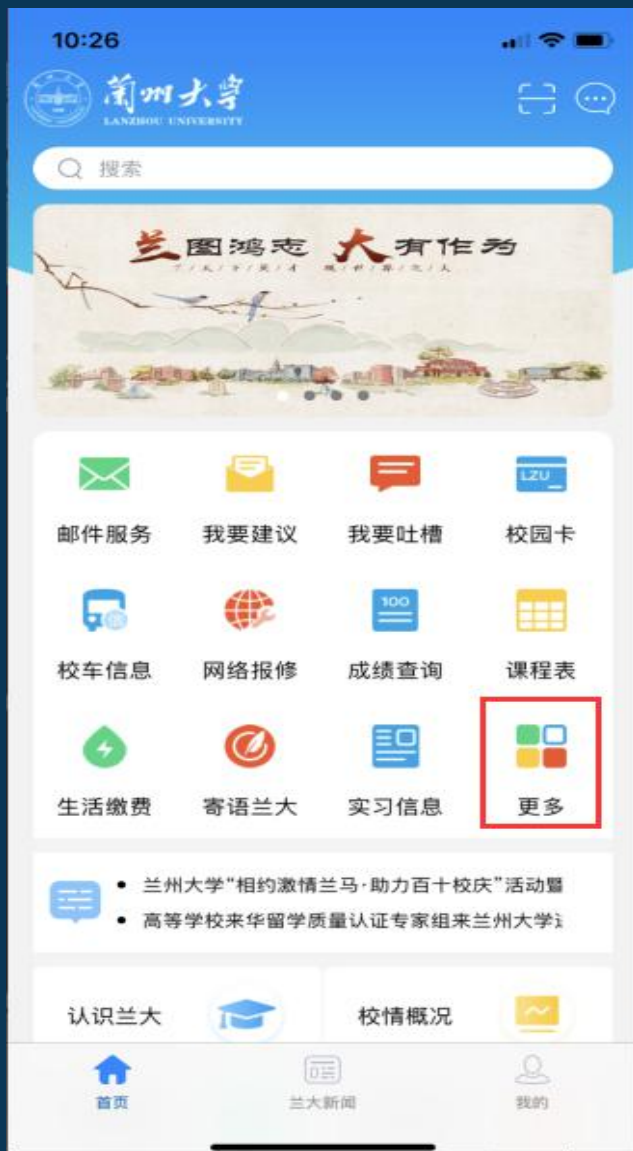 10:26
蘭州大学
LANZHOU UNIVERSITY
搜索
兰图鸿志 大有作为
邮件服务 我要建议 我要吐槽 校园卡
LZU
100
校车信息 网络报修 成绩查询 课程表
生活缴费 寄语兰大 实习信息 更多
兰州大学“相约激情兰马·助力百十校庆”活动暨
高等学校来华留学质量认证专家组来兰州大学
认识兰大 校情概况
首页 兰大新闻 我的